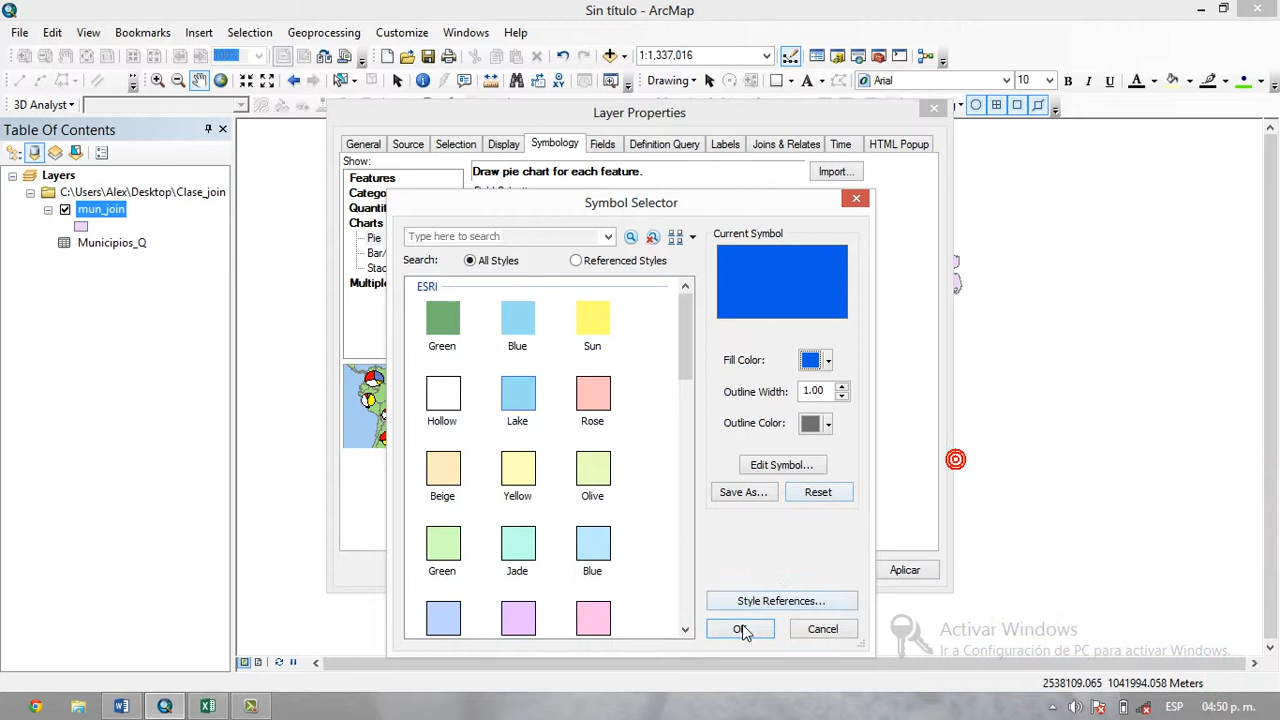 Sin título - ArcMap
File Edit View Bookmarks Insert Selection Geoprocessing Customize Windows Help
100% 1:1,337.016
Drawing Arial 10 B I U A
3D Analyst
Table Of Contents
Layers
C:\Users\Alex\Desktop\Clase_join
mun_join
Municipios_Q
Layer Properties
General Source Selection Display Symbology Fields Definition Query Labels Joins & Relates Time HTML Popup
Show:
Draw pie chart for each feature.
Import...
Features
Catego
Quantit
Charts
Pie
Bar/
Stac
Multiple
Symbol Selector
Type here to search
Search: All Styles Referenced Styles
ESRI
Green Blue Sun
Hollow Lake Rose
Beige Yellow Olive
Green Jade Blue
Current Symbol
Fill Color:
Outline Width: 1.00
Outline Color:
Edit Symbol...
Save As... Reset
Style References...
Cancel
Aplicar
Activar Windows
Ir a Configuración de PC para activar Windows.
2538109.065 1041994.058 Meters
ESP 04:50 p. m.